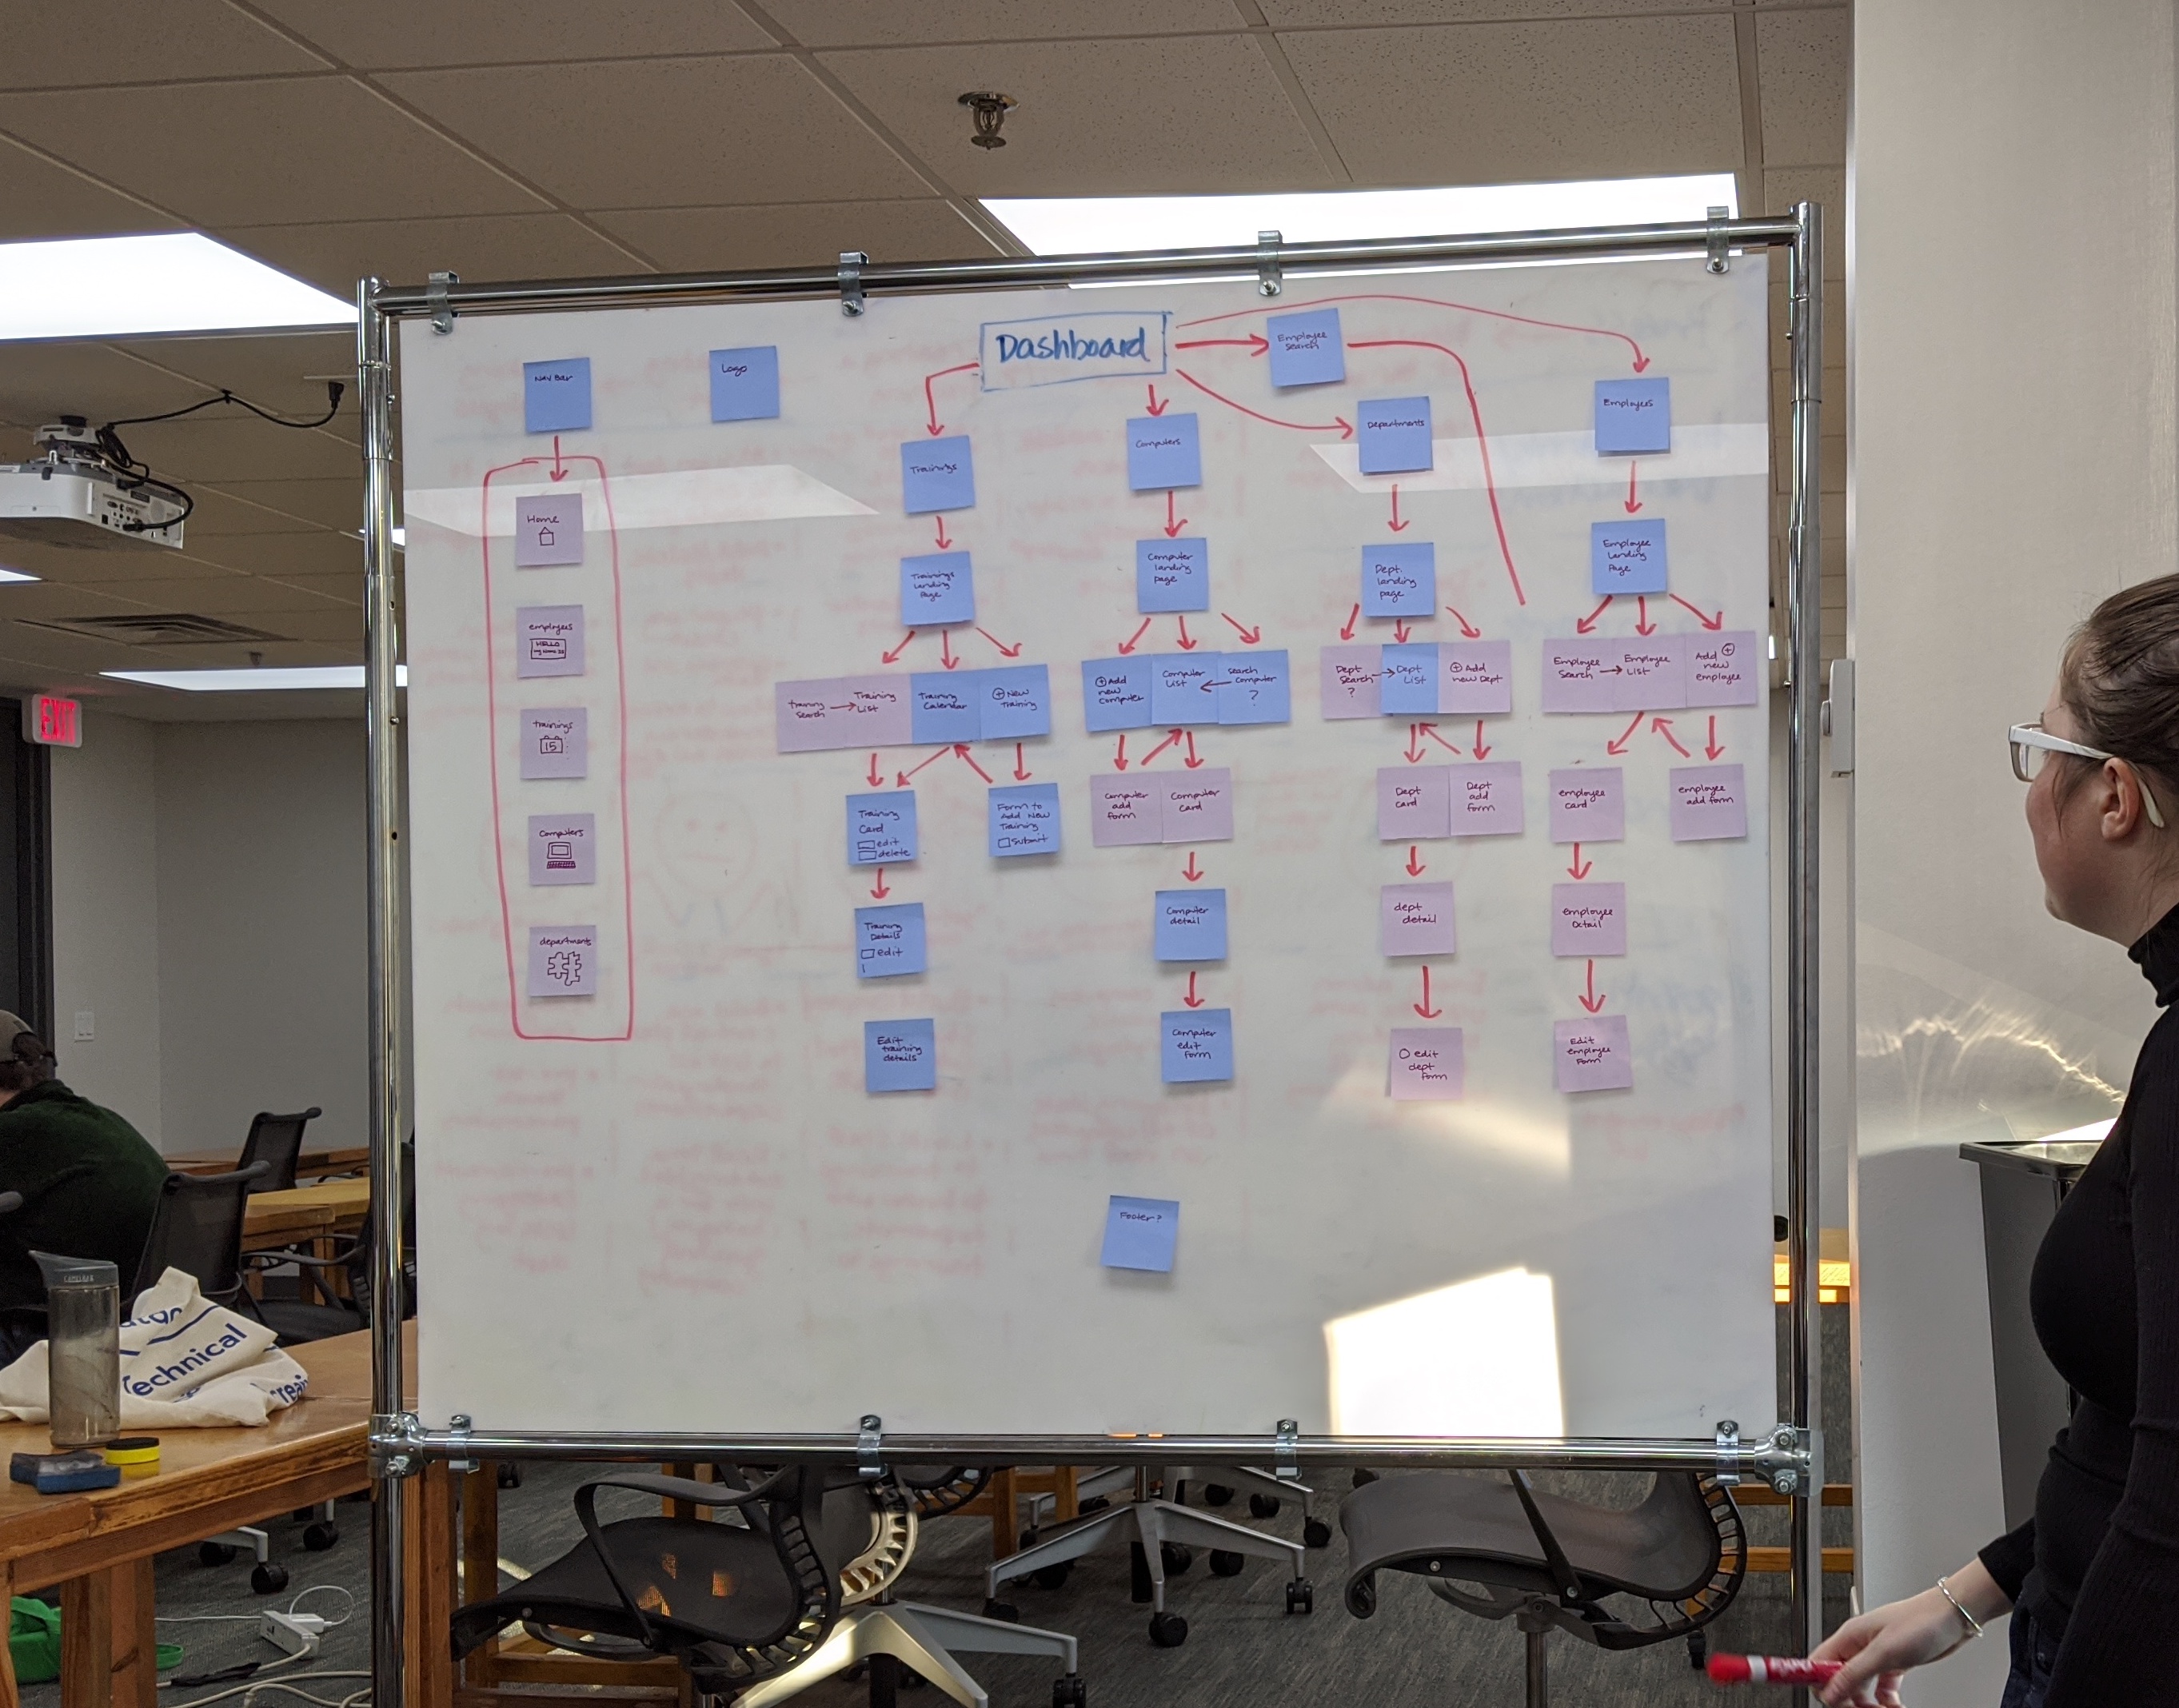 Dashboard
Employee
Search
Nav Bar
Logo
Employees
Departments
Computers
Trainings
Home
employees
HELLO
my name is
trainings
15
Computers
departments
Trainings
Landing
Page
Computer
landing
page
Dept.
landing
page
Employee
Landing
Page
training
Search
Training
List
Training
Calendar
+ New
Training
+ Add
new
computer
Computer
List
Search
Computer
?
Dept
Search
?
Dept
List
+ Add
new Dept
Employee
Search
Employee
List
Add +
new
employee
Training
Card
edit
delete
Form to
Add New
Training
Submit
Computer
add
form
Computer
card
Dept
card
Dept
add
form
employee
card
employee
add form
Training
Details
edit
Computer
detail
dept
detail
employee
Detail
Edit
training
details
Computer
edit
form
edit
dept
form
Edit
employee
Form
Footer?
EXIT
CAMELBAK
Technical
EXPO